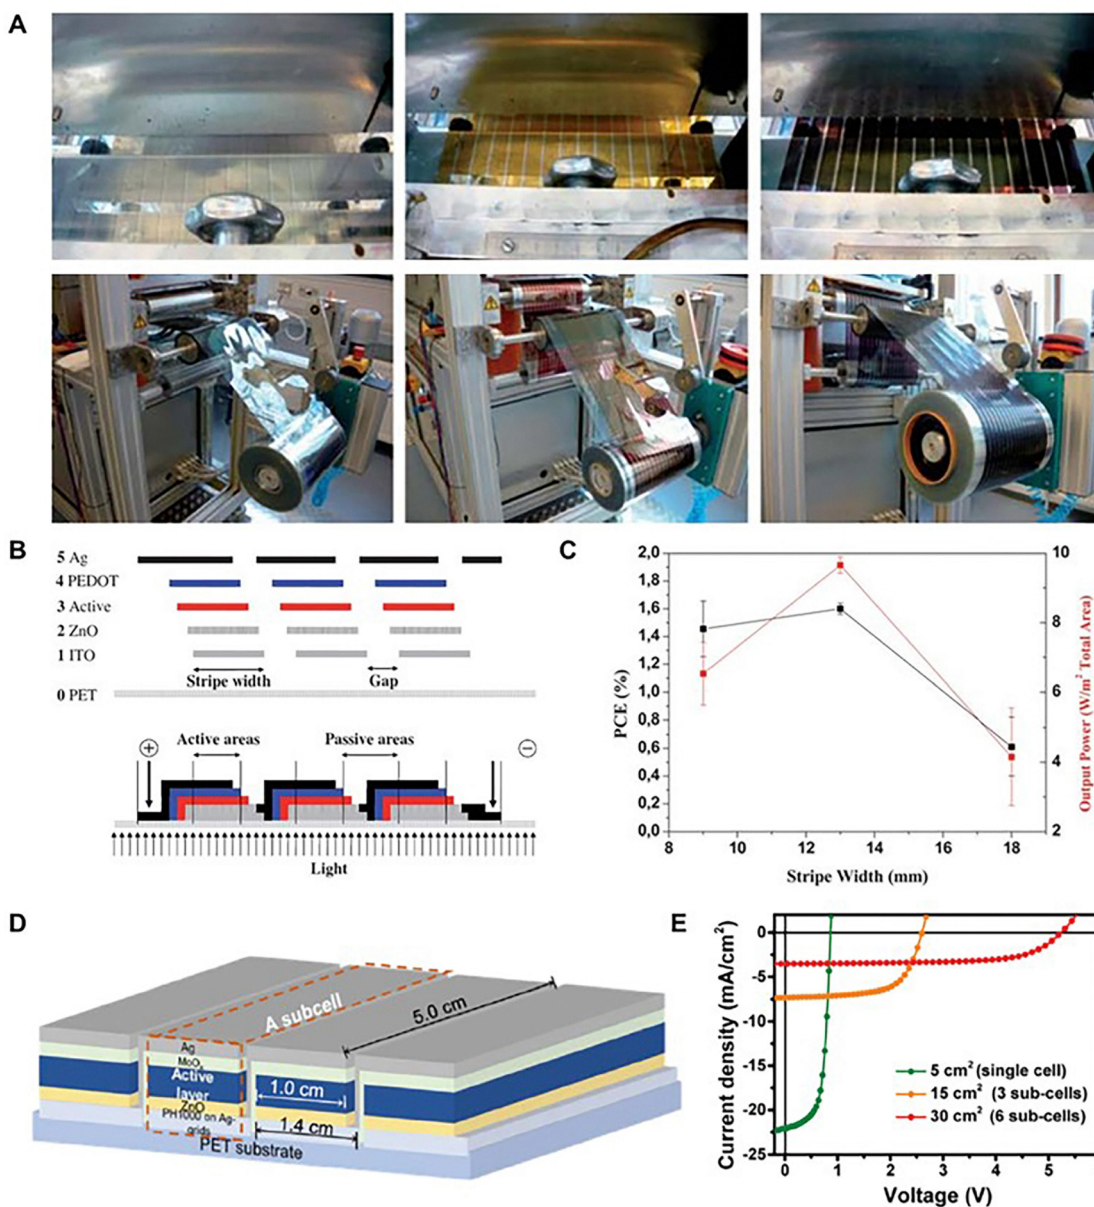 A
B
5 Ag
4 PEDOT
3 Active
2 ZnO
1 ITO
Stripe width
Gap
0 PET
Active areas
Passive areas
+
−
Light
C
2,0
1,8
1,6
1,4
1,2
1,0
0,8
0,6
0,4
0,2
0,0
PCE (%)
10
8
6
4
2
Output Power (W/m² Total Area)
8 10 12 14 16 18 20
Stripe Width (mm)
D
A subcell
5.0 cm
Ag
MoOₓ
Active
layer
ZnO
PH1000 on Ag-
grids
1.0 cm
1.4 cm
PET substrate
E
0
-5
-10
-15
-20
-25
Current density (mA/cm²)
5 cm² (single cell)
15 cm² (3 sub-cells)
30 cm² (6 sub-cells)
0 1 2 3 4 5
Voltage (V)